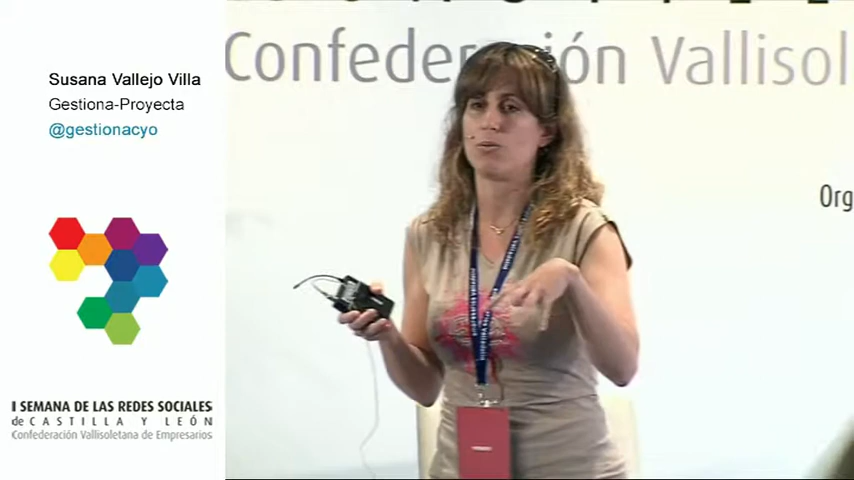 Susana Vallejo Villa
Gestiona-Proyecta
@gestionacyo
I SEMANA DE LAS REDES SOCIALES
de CASTILLA Y LEÓN
Confederación Vallisoletana de Empresarios
Confederación Vallisol
Org